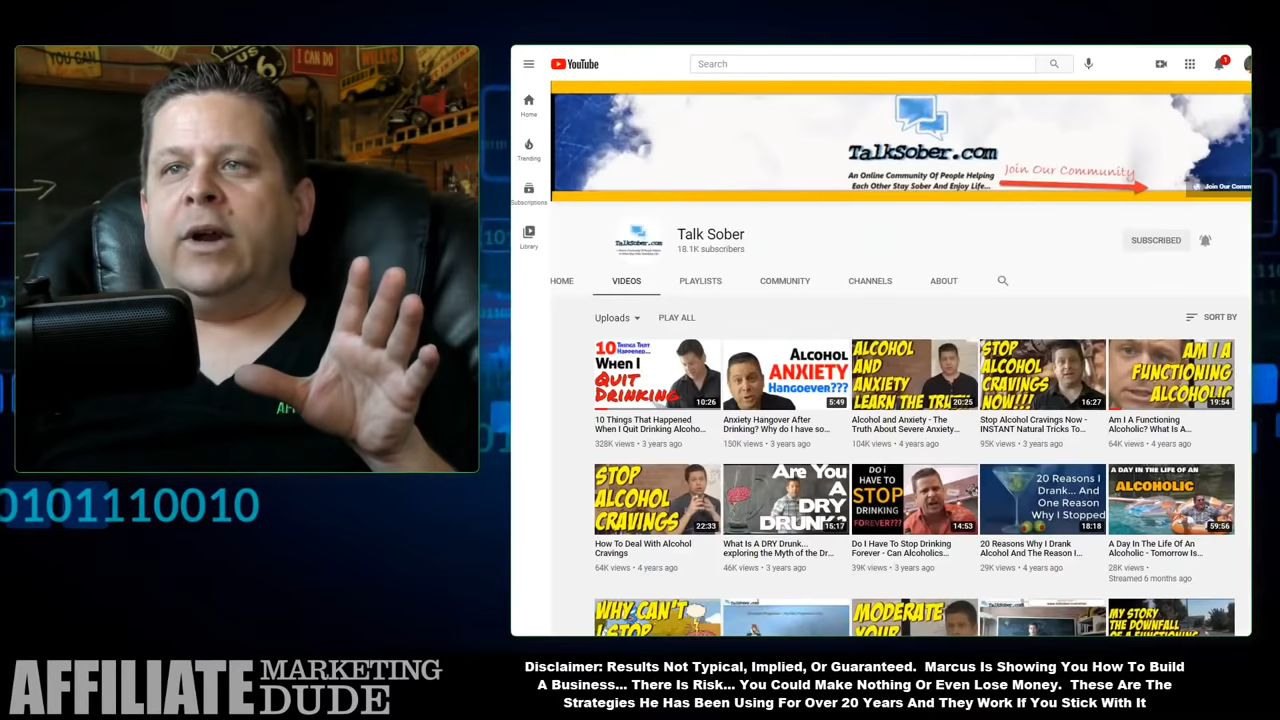 YOU CAN
6
I CAN DO
WILLYS
AF
0101110010
AFFILIATE MARKETING DUDE
YouTube
Search
1
Home
Trending
Subscriptions
Library
TalkSober.com
An Online Community Of People Helping
Each Other Stay Sober And Enjoy Life...
Join Our Community
Join Our Comm
Talk Sober
18.1K subscribers
SUBSCRIBED
HOME VIDEOS PLAYLISTS COMMUNITY CHANNELS ABOUT
Uploads PLAY ALL SORT BY
10 THINGS THAT HAPPENED... When I QUIT DRINKING 10:26
ALCOHOL ANXIETY HANGOEVER??? 5:49
ALCOHOL AND ANXIETY LEARN THE TRUTH 20:25
STOP ALCOHOL CRAVINGS NOW!!! 16:27
AM I A FUNCTIONING ALCOHOLIC 19:54
10 Things That Happened
When I Quit Drinking Alcoho...
328K views • 3 years ago
Anxiety Hangover After
Drinking? Why do I have so...
150K views • 3 years ago
Alcohol and Anxiety - The
Truth About Severe Anxiety...
104K views • 4 years ago
Stop Alcohol Cravings Now -
INSTANT Natural Tricks To...
95K views • 3 years ago
Am I A Functioning
Alcoholic? What Is A...
64K views • 4 years ago
STOP ALCOHOL CRAVINGS 22:33
Are You A DRY DRUNK? 15:17
DO i HAVE TO STOP DRINKING FOREVER??? 14:53
20 Reasons I Drank... And One Reason Why I Stopped 18:18
A DAY IN THE LIFE OF AN ALCOHOLIC 59:56
How To Deal With Alcohol
Cravings
64K views • 4 years ago
What Is A DRY Drunk...
exploring the Myth of the Dr...
46K views • 3 years ago
Do I Have To Stop Drinking
Forever - Can Alcoholics...
39K views • 3 years ago
20 Reasons Why I Drank
Alcohol And The Reason I...
29K views • 4 years ago
A Day In The Life Of An
Alcoholic - Tomorrow Is...
28K views •
Streamed 6 months ago
WHY CAN'T I STOP
MODERATE YOUR
MY STORY THE DOWNFALL OF A FUNCTIONING
Disclaimer: Results Not Typical, Implied, Or Guaranteed. Marcus Is Showing You How To Build
A Business... There Is Risk... You Could Make Nothing Or Even Lose Money. These Are The
Strategies He Has Been Using For Over 20 Years And They Work If You Stick With It